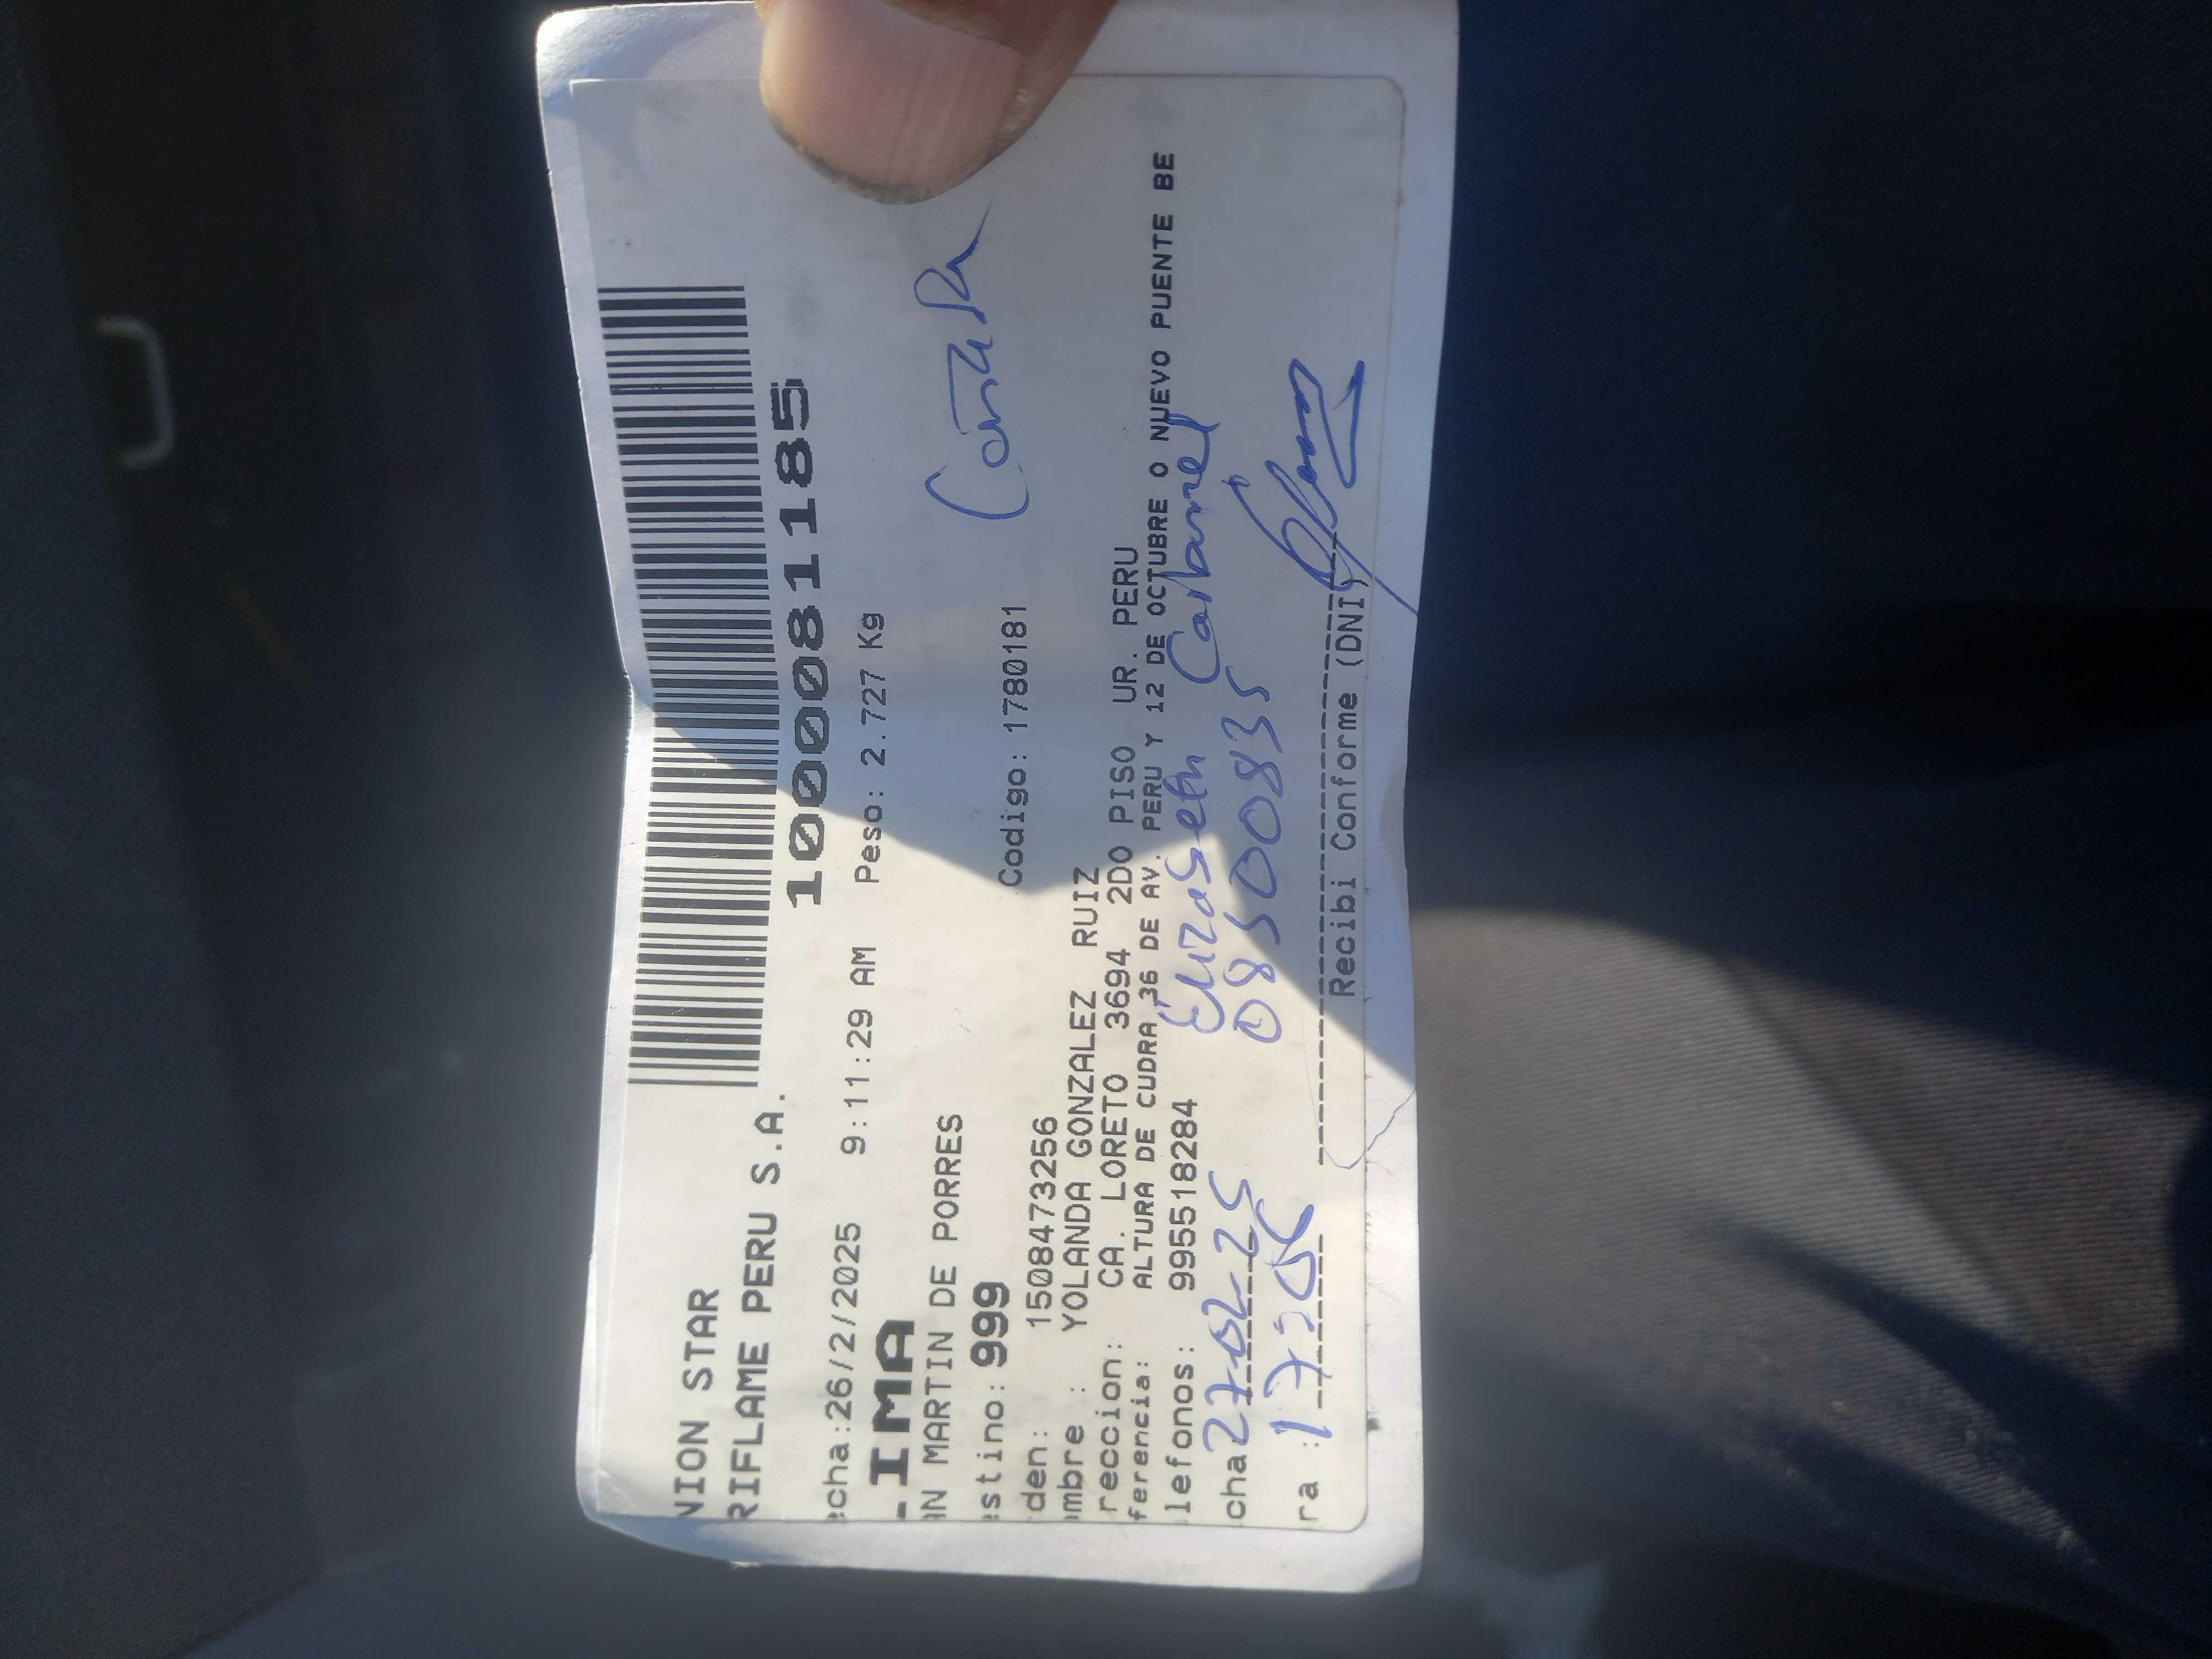 NION STAR
RIFLAME PERU S.A.
1000081185
echa:26/2/2025 9:11:29 AM Peso: 2.727 Kg
LIMA
AN MARTIN DE PORRES
estino: 999 Codigo: 1780181
den: 1508473256
mbre : YOLANDA GONZALEZ RUIZ
reccion: CA. LORETO 3694 2DO PISO UR. PERU
ferencia: ALTURA DE CUDRA 36 DE AV. PERU Y 12 DE OCTUBRE O NUEVO PUENTE BE
lefonos: 995518284 Elizaseth Carbonel
cha 27-02-25 08500835
ra : 17
Recibi Conforme (DNI)